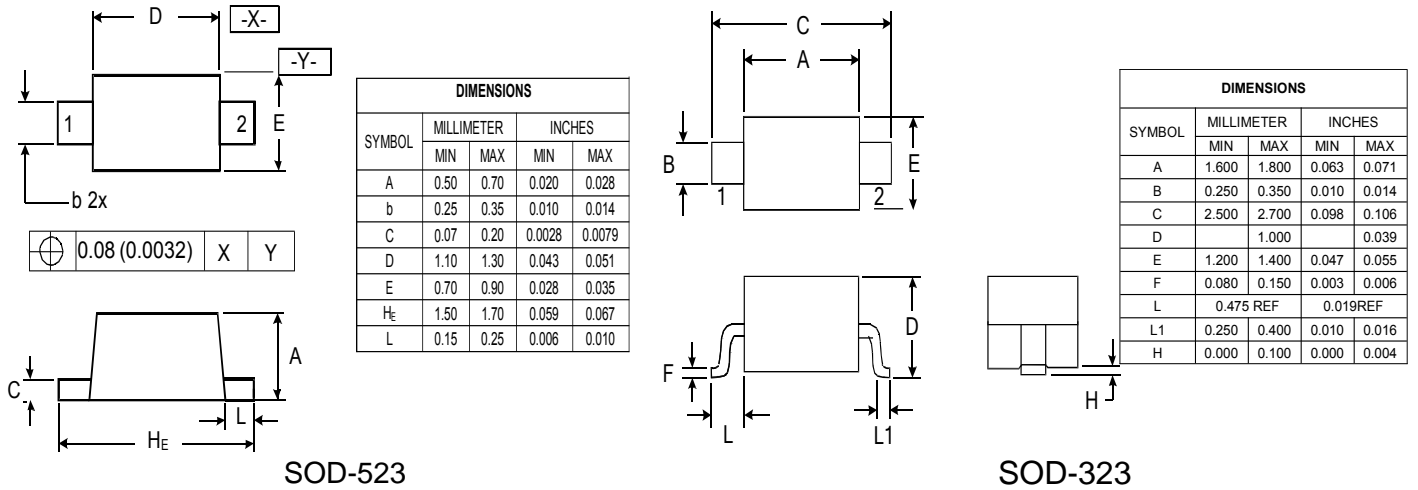 D
-X-
-Y-
1
2
E
b 2x
0.08 (0.0032) X Y
A
C
L
HE
DIMENSIONS
SYMBOL MILLIMETER INCHES
MIN MAX MIN MAX
A 0.50 0.70 0.020 0.028
b 0.25 0.35 0.010 0.014
C 0.07 0.20 0.0028 0.0079
D 1.10 1.30 0.043 0.051
E 0.70 0.90 0.028 0.035
HE 1.50 1.70 0.059 0.067
L 0.15 0.25 0.006 0.010
SOD-523
C
A
B
E
1
2
D
F
L
L1
H
DIMENSIONS
SYMBOL MILLIMETER INCHES
MIN MAX MIN MAX
A 1.600 1.800 0.063 0.071
B 0.250 0.350 0.010 0.014
C 2.500 2.700 0.098 0.106
D 1.000 0.039
E 1.200 1.400 0.047 0.055
F 0.080 0.150 0.003 0.006
L 0.475 REF 0.019REF
L1 0.250 0.400 0.010 0.016
H 0.000 0.100 0.000 0.004
SOD-323